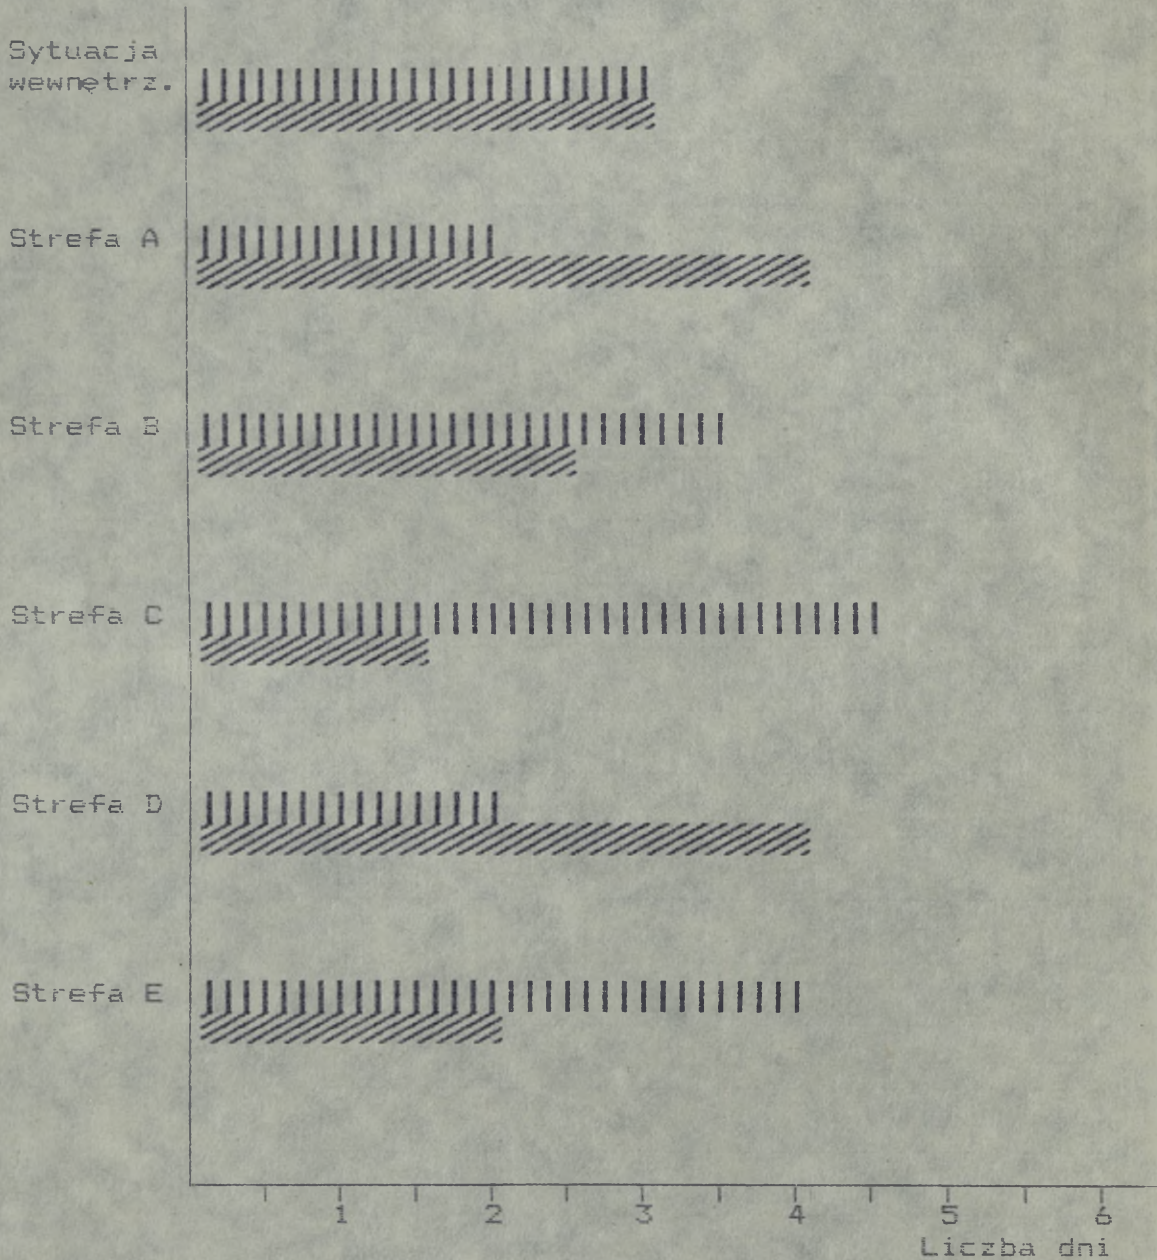 Sytuacja
wewnętrz.
Strefa A
Strefa B
Strefa C
Strefa D
Strefa E
1 2 3 4 5 6
Liczba dni